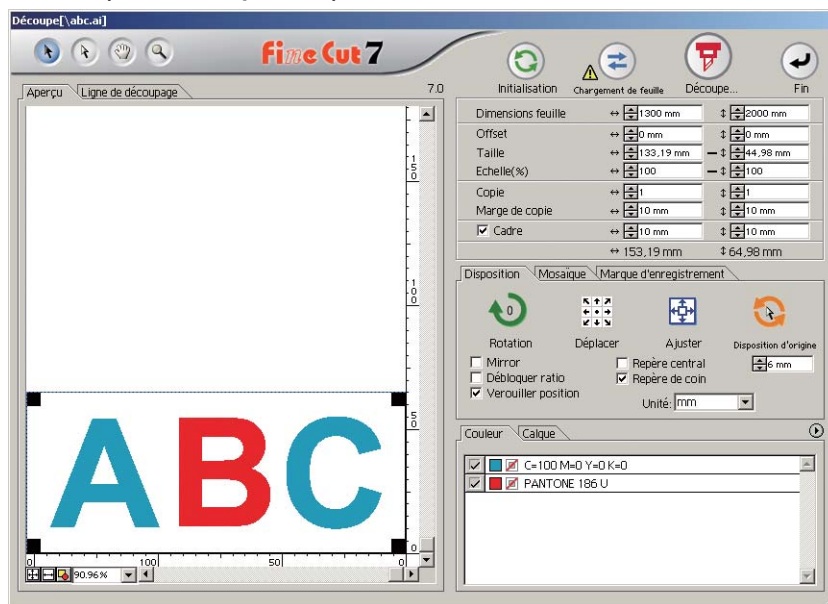 Découpe[\abc.ai]
FineCut 7
Initialisation
Chargement de feuille
Découpe...
Fin
Aperçu
Ligne de découpage
7.0
Dimensions feuille 1300 mm 2000 mm
Offset 0 mm 0 mm
Taille 133,19 mm 44,98 mm
Echelle(%) 100 100
Copie 1 1
Marge de copie 10 mm 10 mm
Cadre 10 mm 10 mm
153,19 mm 64,98 mm
Disposition Mosaïque Marque d'enregistrement
0
Rotation Déplacer Ajuster Disposition d'origine
Mirror Repère central 6 mm
Débloquer ratio Repère de coin
Verouiller position
Unité: mm
Couleur Calque
C=100 M=0 Y=0 K=0
PANTONE 186 U
150
100
50
0
ABC
0 100 50 0
90.96%